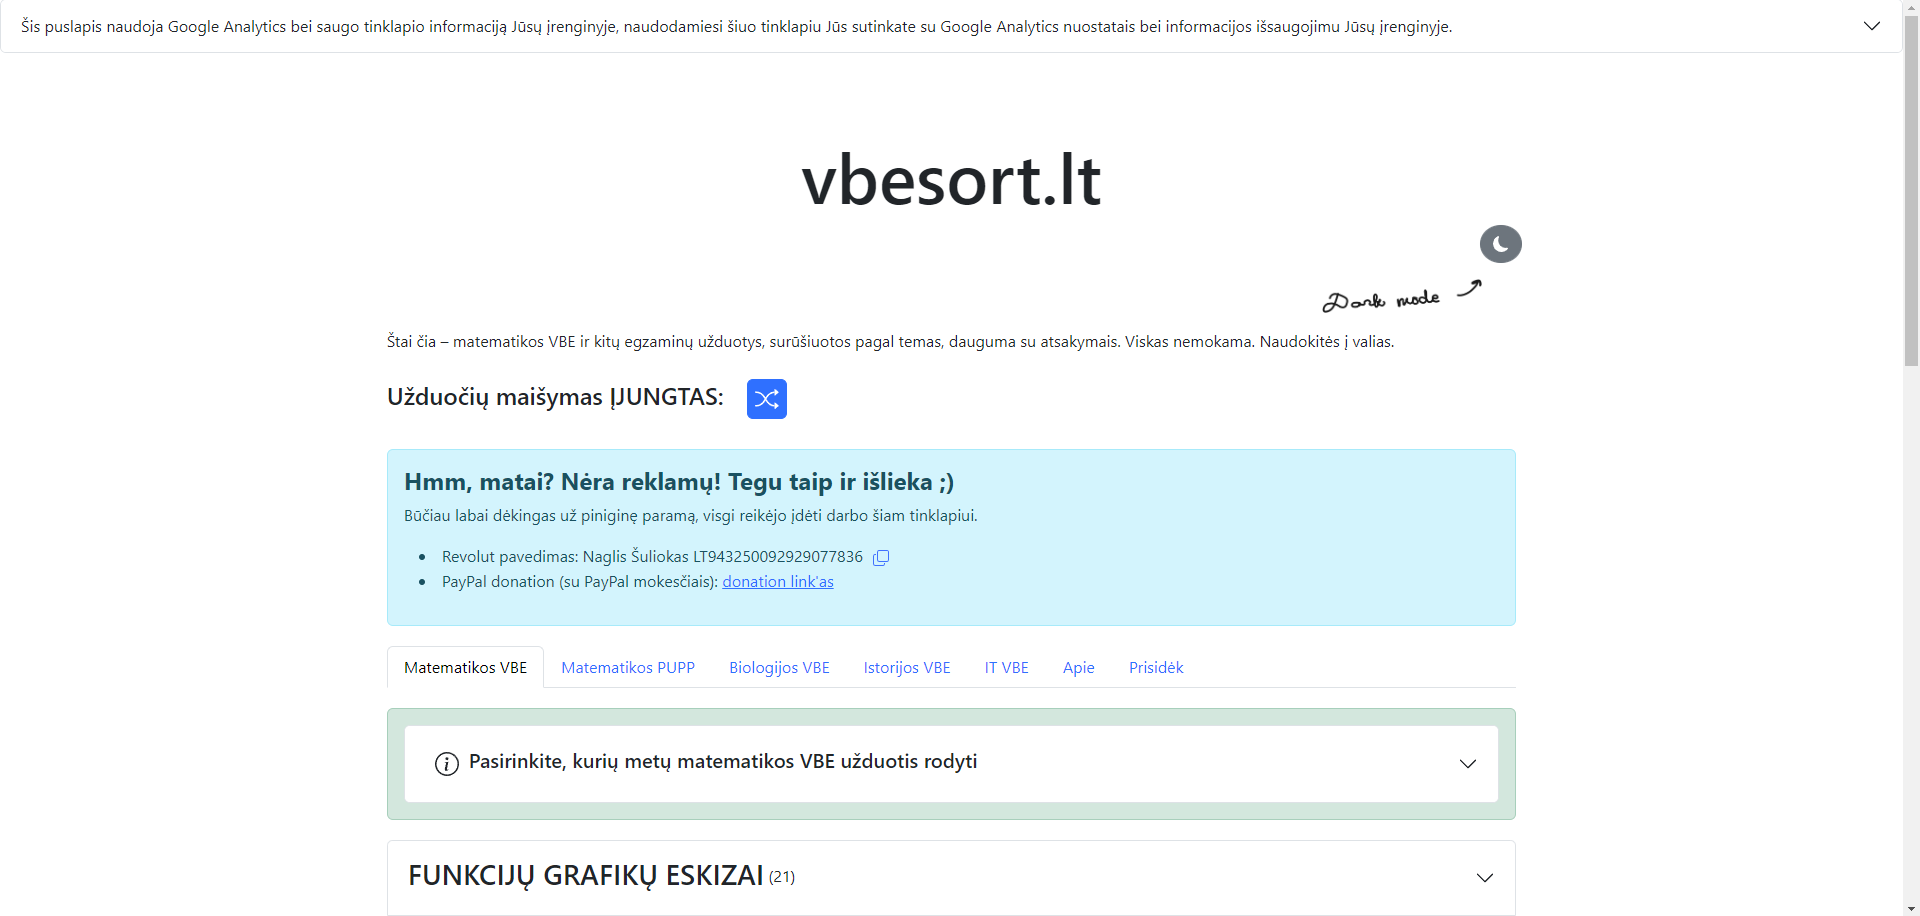 Šis puslapis naudoja Google Analytics bei saugo tinklapio informaciją Jūsų įrenginyje, naudodamiesi šiuo tinklapiu Jūs sutinkate su Google Analytics nuostatais bei informacijos išsaugojimu Jūsų įrenginyje.
vbesort.lt
Dark mode
Štai čia – matematikos VBE ir kitų egzaminų užduotys, surūšiuotos pagal temas, dauguma su atsakymais. Viskas nemokama. Naudokitės į valias.
Užduočių maišymas ĮJUNGTAS:
Hmm, matai? Nėra reklamų! Tegu taip ir išlieka ;)
Būčiau labai dėkingas už piniginę paramą, visgi reikėjo įdėti darbo šiam tinklapiui.
• Revolut pavedimas: Naglis Šuliokas LT943250092929077836
• PayPal donation (su PayPal mokesčiais): donation link'as
Matematikos VBE Matematikos PUPP Biologijos VBE Istorijos VBE IT VBE Apie Prisidėk
Pasirinkite, kurių metų matematikos VBE užduotis rodyti
FUNKCIJŲ GRAFIKŲ ESKIZAI (21)